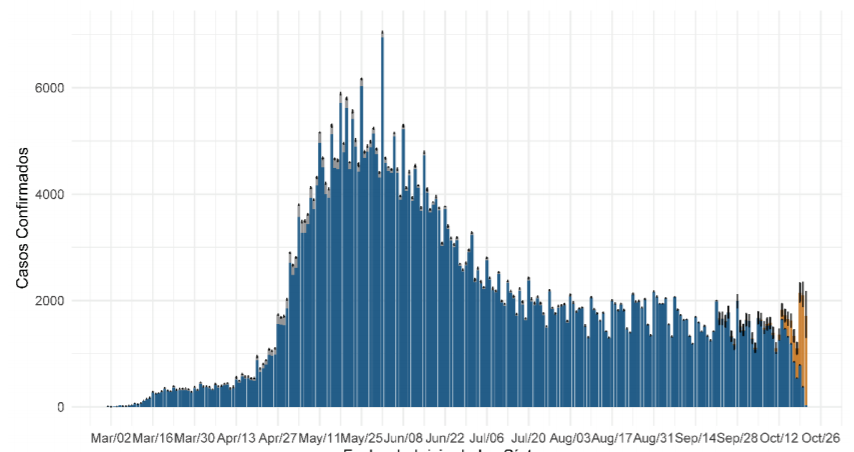 Casos Confirmados
6000
4000
2000
0
Mar/02 Mar/16 Mar/30 Apr/13 Apr/27 May/11 May/25 Jun/08 Jun/22 Jul/06 Jul/20 Aug/03 Aug/17 Aug/31 Sep/14 Sep/28 Oct/12 Oct/26